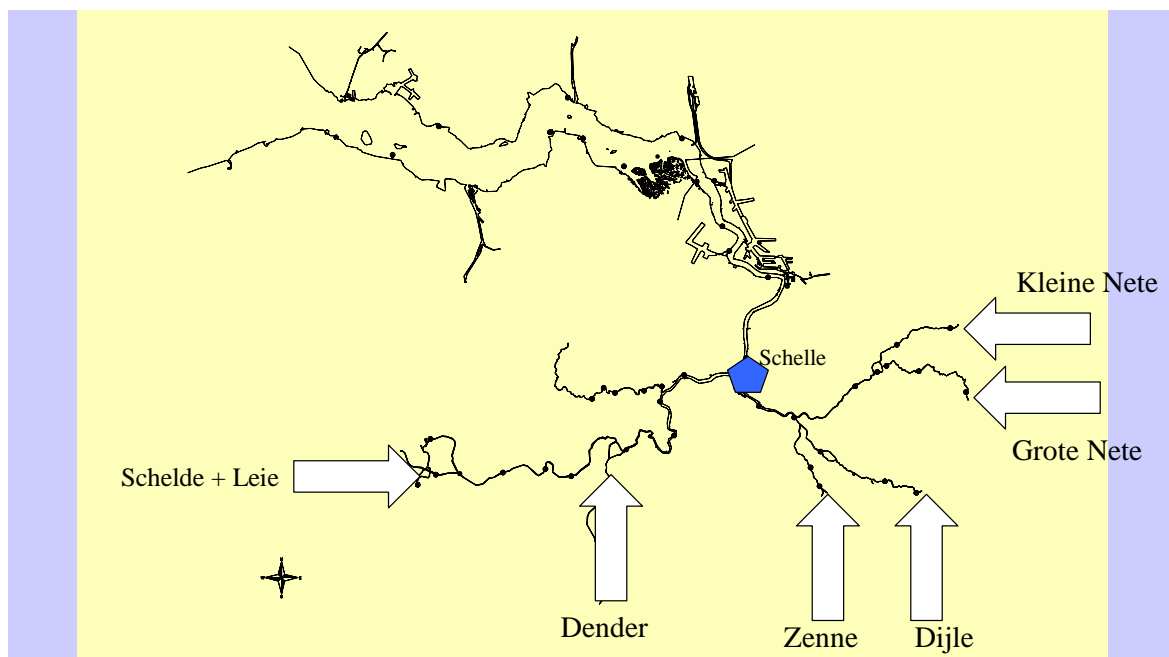 Kleine Nete
Schelle
Grote Nete
Schelde + Leie
Dender
Zenne
Dijle